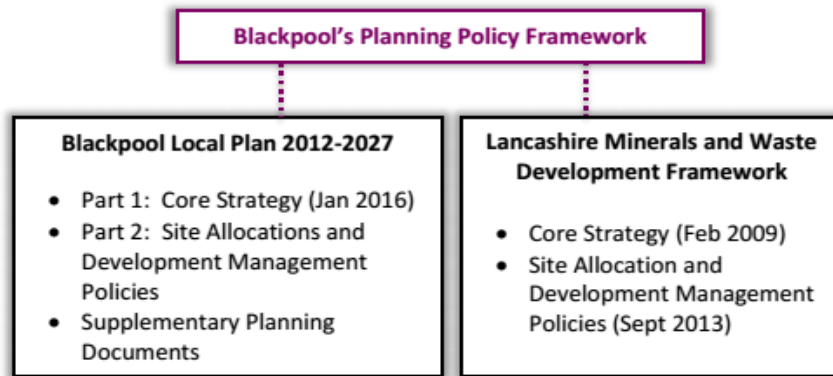 Blackpool’s Planning Policy Framework
Blackpool Local Plan 2012-2027
• Part 1: Core Strategy (Jan 2016)
• Part 2: Site Allocations and
Development Management
Policies
• Supplementary Planning
Documents
Lancashire Minerals and Waste
Development Framework
• Core Strategy (Feb 2009)
• Site Allocation and
Development Management
Policies (Sept 2013)